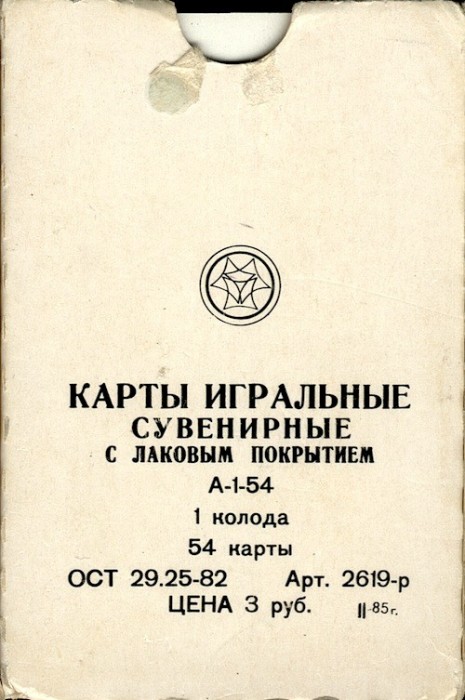 КАРТЫ ИГРАЛЬНЫЕ
СУВЕНИРНЫЕ
С ЛАКОВЫМ ПОКРЫТИЕМ
А-1-54
1 колода
54 карты
ОСТ 29.25-82 Арт. 2619-р
ЦЕНА 3 руб. II-85г.